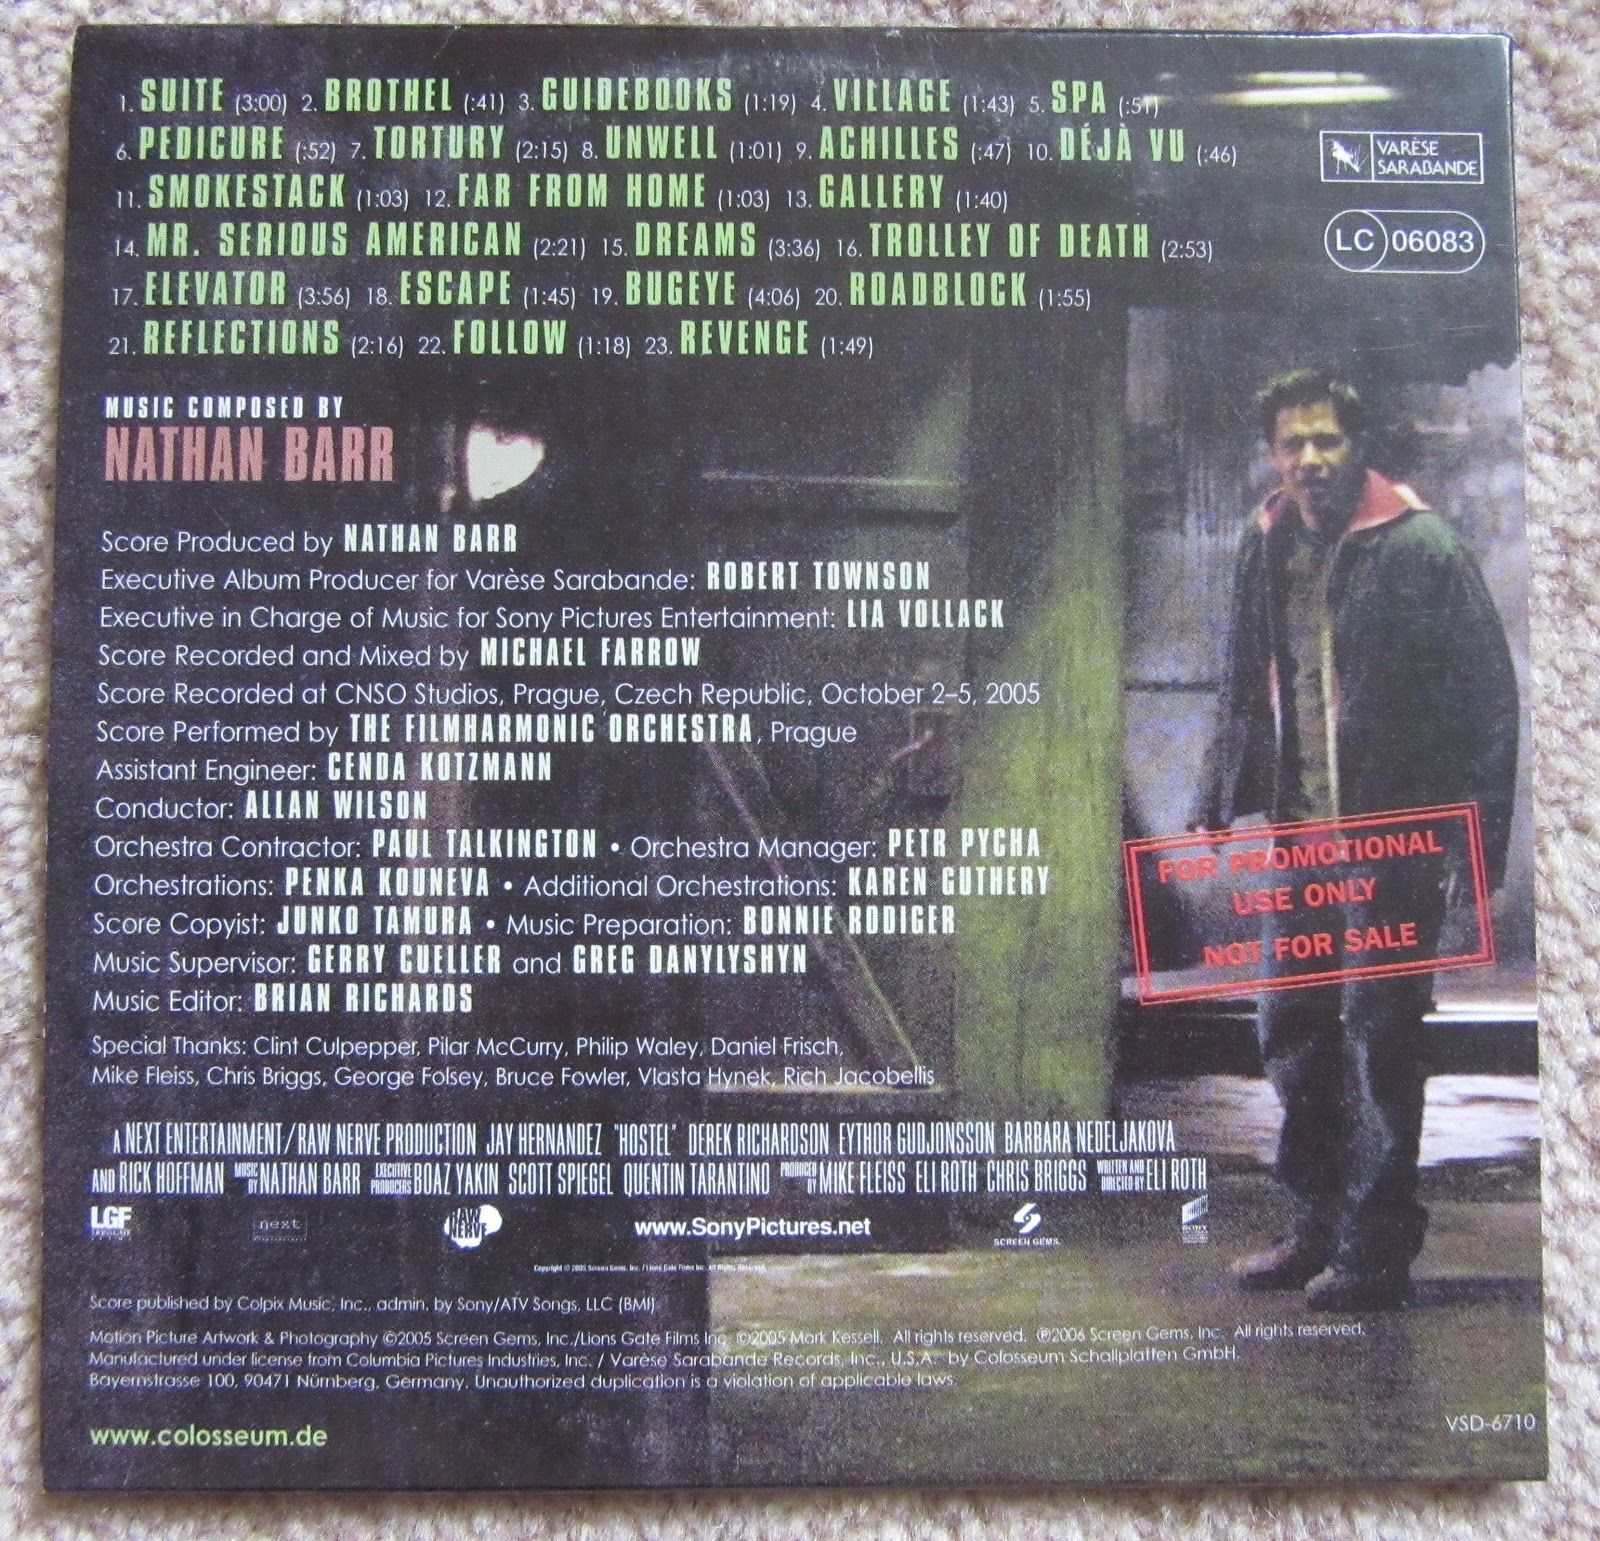 1. SUITE (3:00) 2. BROTHEL (:41) 3. GUIDEBOOKS (1:19) 4. VILLAGE (1:43) 5. SPA (:51)
6. PEDICURE (:52) 7. TORTURY (2:15) 8. UNWELL (1:01) 9. ACHILLES (:47) 10. DÉJÀ VU (:46)
11. SMOKESTACK (1:03) 12. FAR FROM HOME (1:03) 13. GALLERY (1:40)
14. MR. SERIOUS AMERICAN (2:21) 15. DREAMS (3:36) 16. TROLLEY OF DEATH (2:53)
17. ELEVATOR (3:56) 18. ESCAPE (1:45) 19. BUGEYE (4:06) 20. ROADBLOCK (1:55)
21. REFLECTIONS (2:16) 22. FOLLOW (1:18) 23. REVENGE (1:49)
VARÈSE
SARABANDE
LC 06083
MUSIC COMPOSED BY
NATHAN BARR
Score Produced by NATHAN BARR
Executive Album Producer for Varèse Sarabande: ROBERT TOWNSON
Executive in Charge of Music for Sony Pictures Entertainment: LIA VOLLACK
Score Recorded and Mixed by MICHAEL FARROW
Score Recorded at CNSO Studios, Prague, Czech Republic, October 2–5, 2005
Score Performed by THE FILMHARMONIC ORCHESTRA, Prague
Assistant Engineer: CENDA KOTZMANN
Conductor: ALLAN WILSON
Orchestra Contractor: PAUL TALKINGTON • Orchestra Manager: PETR PYCHA
Orchestrations: PENKA KOUNEVA • Additional Orchestrations: KAREN GUTHERY
Score Copyist: JUNKO TAMURA • Music Preparation: BONNIE RODIGER
Music Supervisor: GERRY CUELLER and GREG DANYLYSHYN
Music Editor: BRIAN RICHARDS
FOR PROMOTIONAL
USE ONLY
NOT FOR SALE
Special Thanks: Clint Culpepper, Pilar McCurry, Philip Waley, Daniel Frisch,
Mike Fleiss, Chris Briggs, George Folsey, Bruce Fowler, Vlasta Hynek, Rich Jacobellis
A NEXT ENTERTAINMENT/RAW NERVE PRODUCTION JAY HERNANDEZ "HOSTEL" DEREK RICHARDSON EYTHOR GUDJONSSON BARBARA NEDELJAKOVA
AND RICK HOFFMAN MUSIC BY NATHAN BARR EXECUTIVE PRODUCERS BOAZ YAKIN SCOTT SPIEGEL QUENTIN TARANTINO PRODUCED BY MIKE FLEISS ELI ROTH CHRIS BRIGGS WRITTEN AND DIRECTED BY ELI ROTH
LGF
LIONSGATE
next
RAW NERVE
www.SonyPictures.net
SCREEN GEMS
SONY
Copyright © 2005 Screen Gems, Inc. / Lions Gate Films Inc. All Rights Reserved.
Score published by Colpix Music, Inc., admin. by Sony/ATV Songs, LLC (BMI)
Motion Picture Artwork & Photography ©2005 Screen Gems, Inc./Lions Gate Films Inc. ©2005 Mark Kessell. All rights reserved. ℗2006 Screen Gems, Inc. All rights reserved.
Manufactured under license from Columbia Pictures Industries, Inc. / Varèse Sarabande Records, Inc., U.S.A. by Colosseum Schallplatten GmbH.
Bayernstrasse 100, 90471 Nürnberg, Germany. Unauthorized duplication is a violation of applicable laws.
www.colosseum.de
VSD-6710